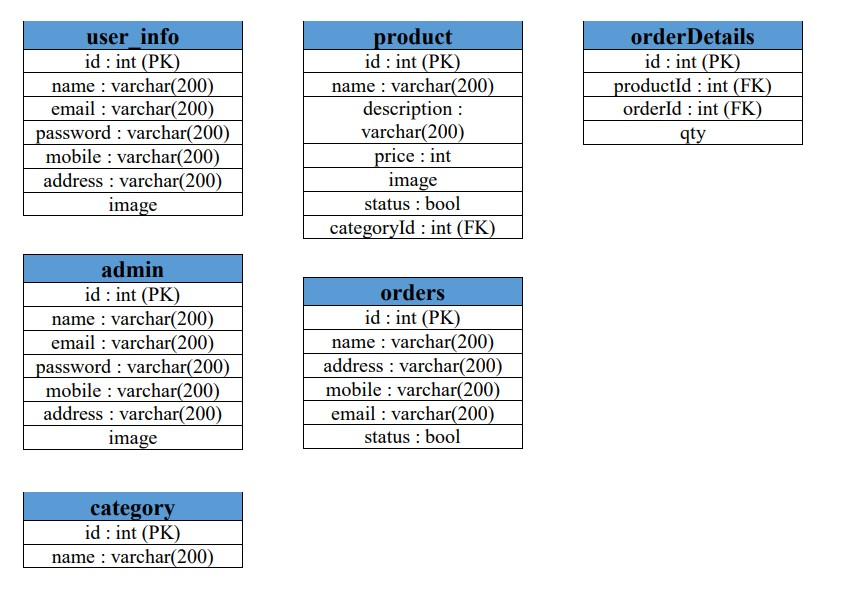 user_info
id : int (PK)
name : varchar(200)
email : varchar(200)
password : varchar(200)
mobile : varchar(200)
address : varchar(200)
image
admin
id : int (PK)
name : varchar(200)
email : varchar(200)
password : varchar(200)
mobile : varchar(200)
address : varchar(200)
image
category
id : int (PK)
name : varchar(200)
product
id : int (PK)
name : varchar(200)
description :
varchar(200)
price : int
image
status : bool
categoryId : int (FK)
orders
id : int (PK)
name : varchar(200)
address : varchar(200)
mobile : varchar(200)
email : varchar(200)
status : bool
orderDetails
id : int (PK)
productId : int (FK)
orderId : int (FK)
qty